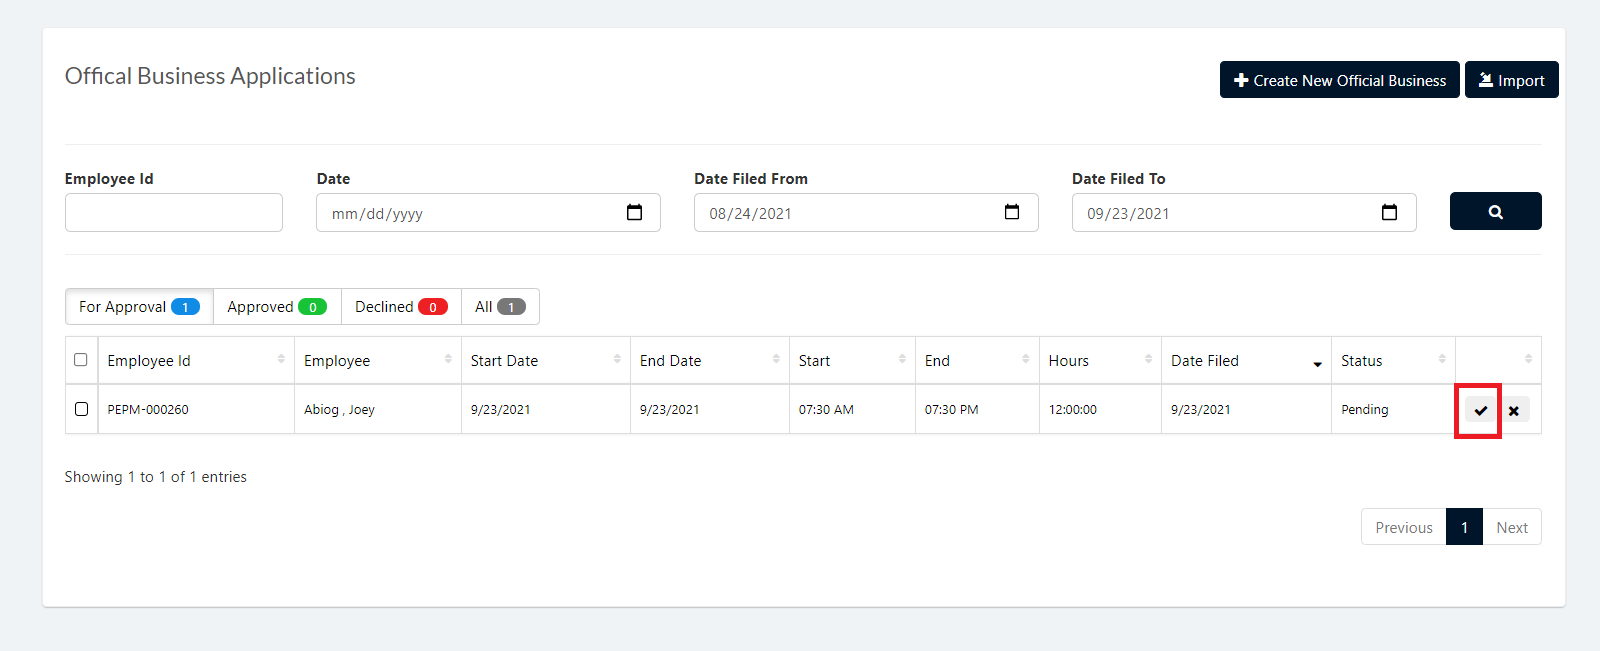 Offical Business Applications
Create New Official Business Import
Employee Id Date Date Filed From Date Filed To
mm/dd/yyyy 08/24/2021 09/23/2021
For Approval 1 Approved 0 Declined 0 All 1
Employee Id Employee Start Date End Date Start End Hours Date Filed Status
PEPM-000260 Abiog , Joey 9/23/2021 9/23/2021 07:30 AM 07:30 PM 12:00:00 9/23/2021 Pending
Showing 1 to 1 of 1 entries
Previous 1 Next